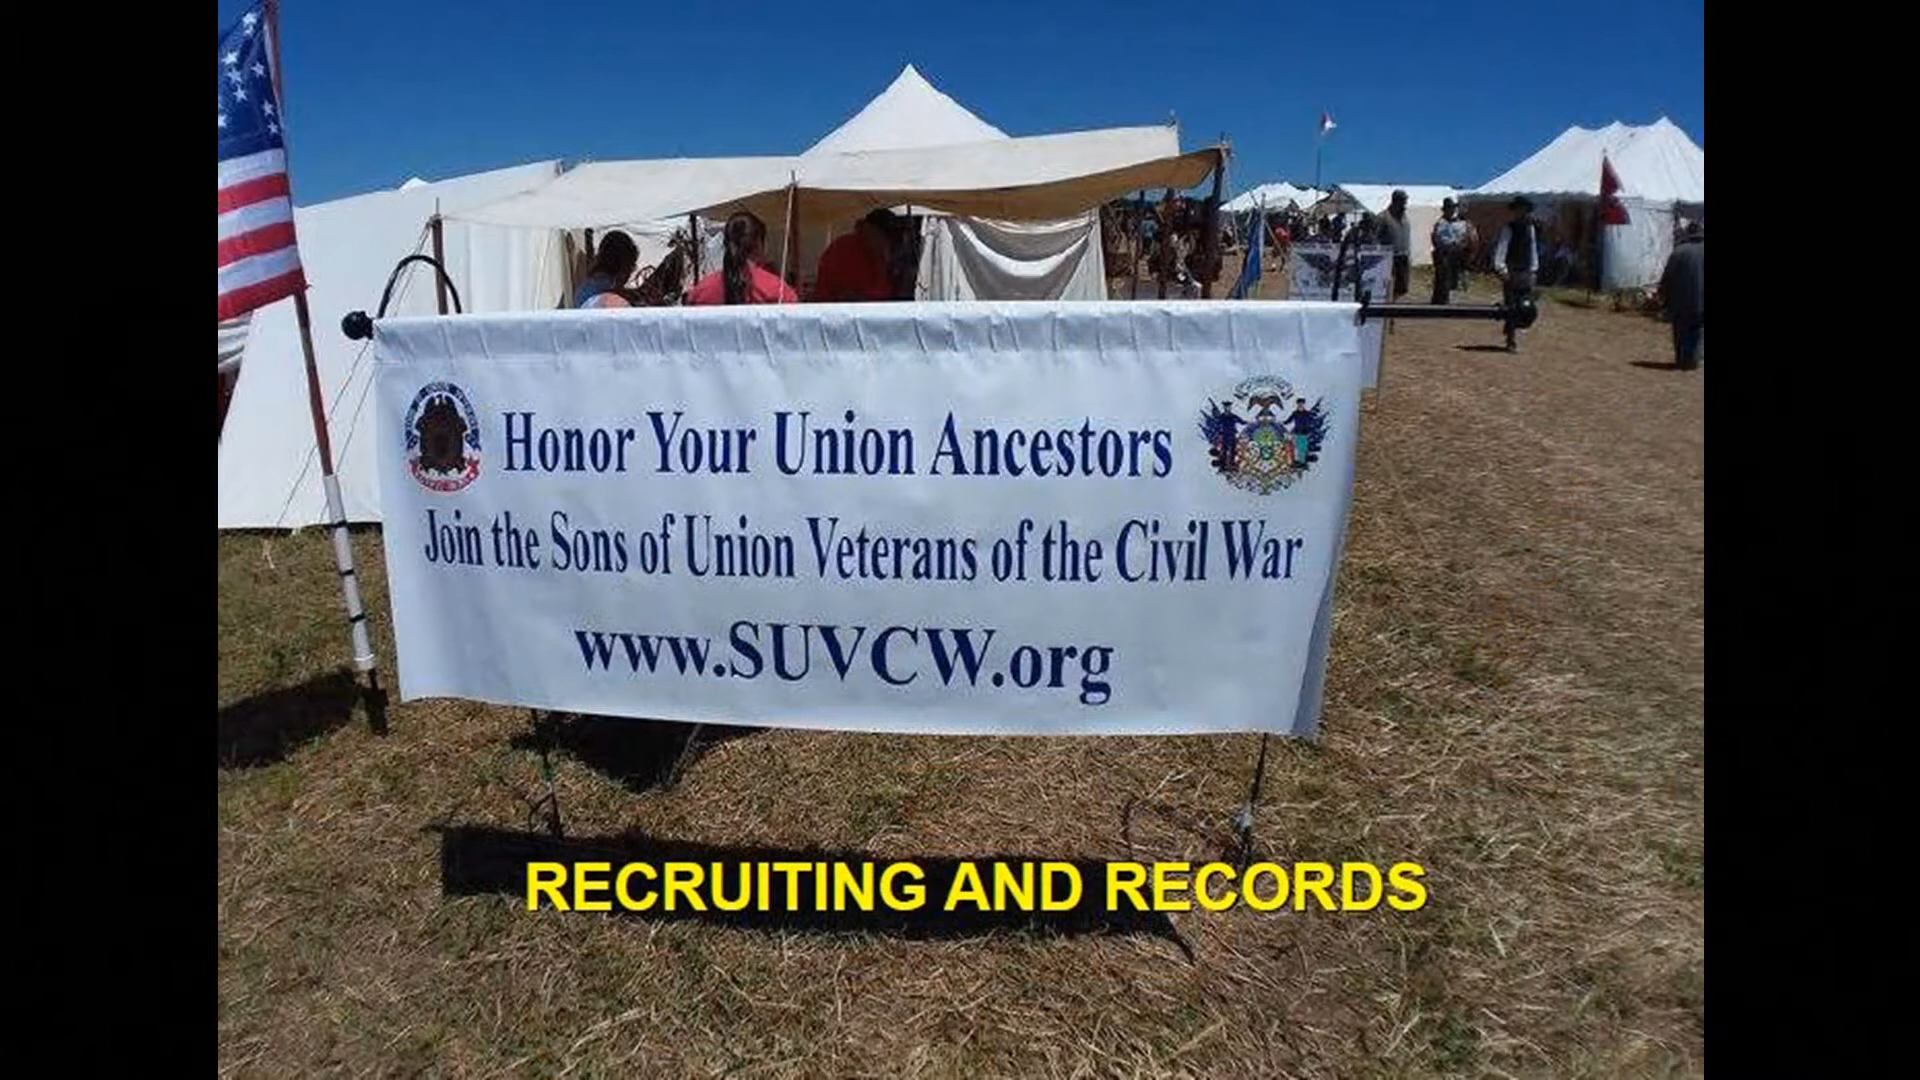 Honor Your Union Ancestors
Join the Sons of Union Veterans of the Civil War
www.SUVCW.org
RECRUITING AND RECORDS